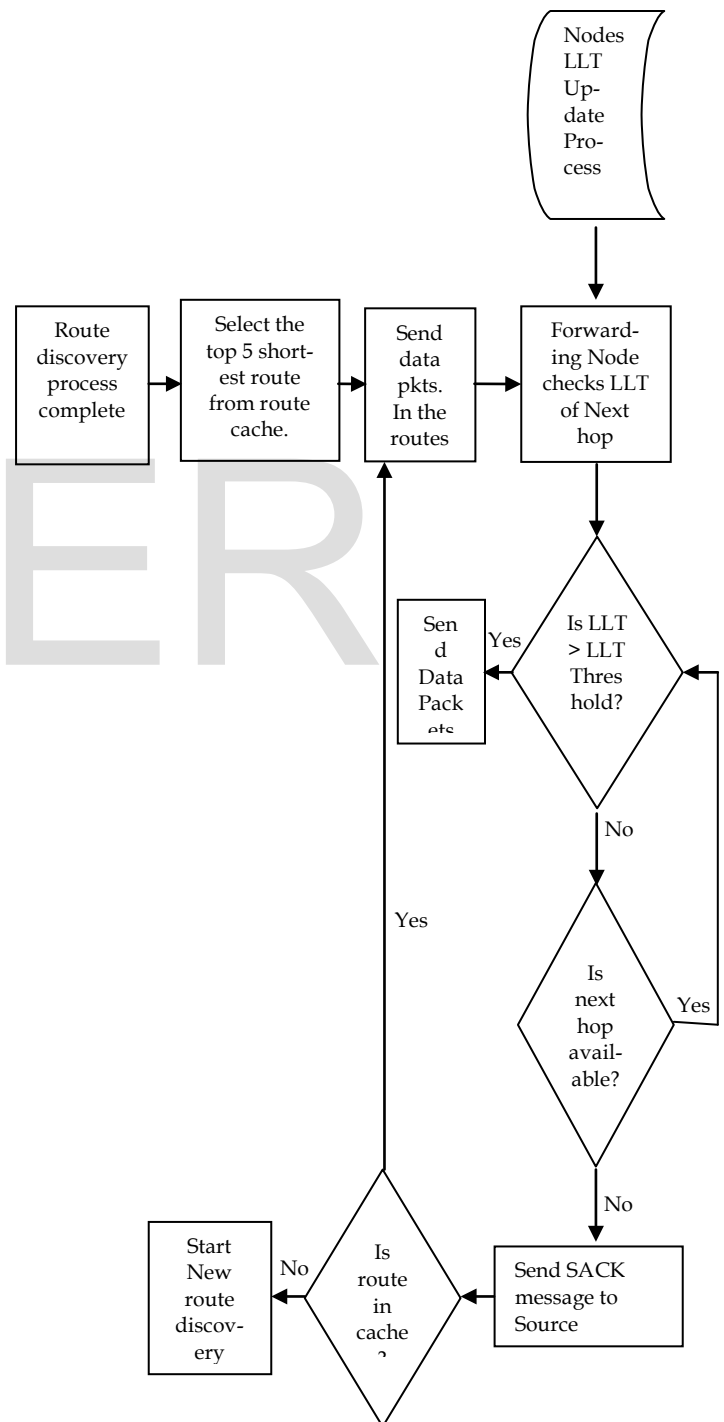 Nodes
LLT
Up-
date
Pro-
cess
Route
discovery
process
complete
Select the
top 5 short-
est route
from route
cache.
Send
data
pkts.
In the
routes
Forward-
ing Node
checks LLT
of Next
hop
ER
Sen
d
Data
Pack
ets
Yes
Is LLT
> LLT
Thres
hold?
No
Yes
Is
next
hop
avail-
able?
Yes
No
Start
New
route
discov-
ery
No
Is
route
in
cache
?
Send SACK
message to
Source